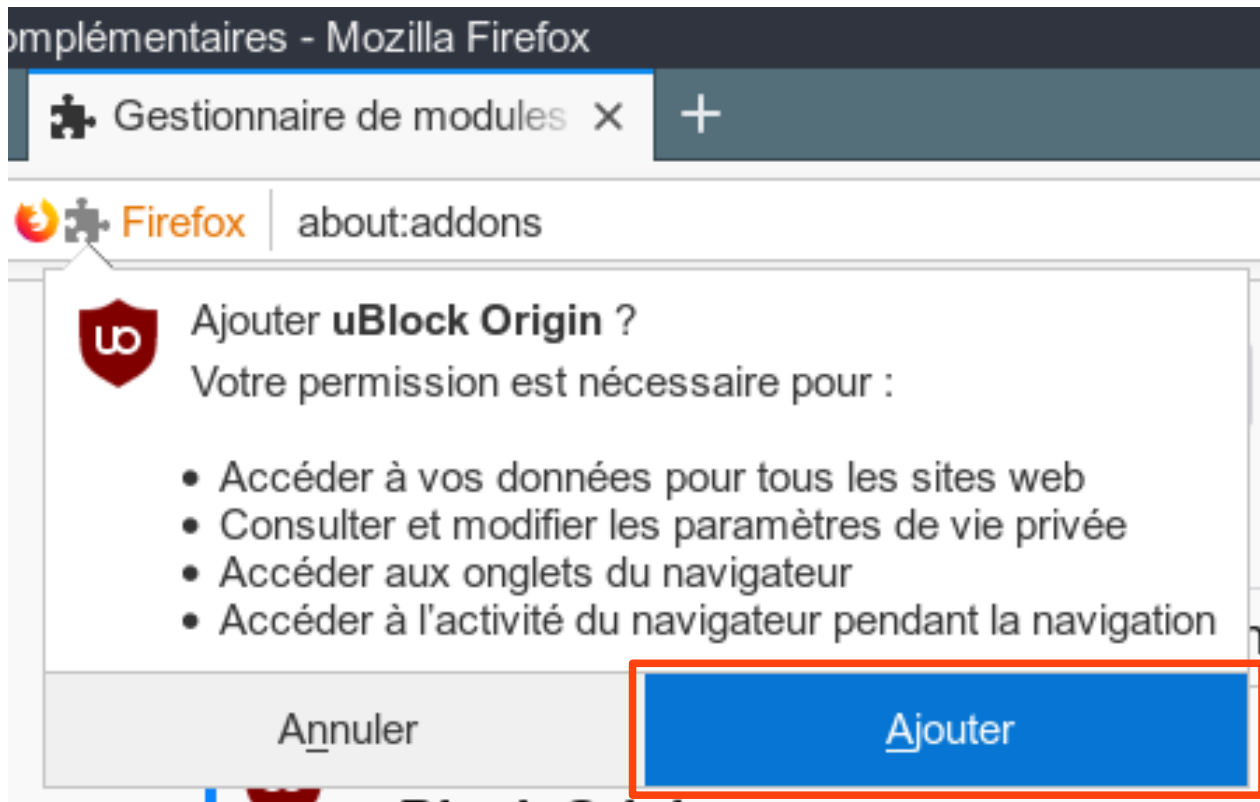 omplémentaires - Mozilla Firefox
Gestionnaire de modules
Firefox about:addons
uo
Ajouter uBlock Origin ?
Votre permission est nécessaire pour :
• Accéder à vos données pour tous les sites web
• Consulter et modifier les paramètres de vie privée
• Accéder aux onglets du navigateur
• Accéder à l'activité du navigateur pendant la navigation
Annuler Ajouter